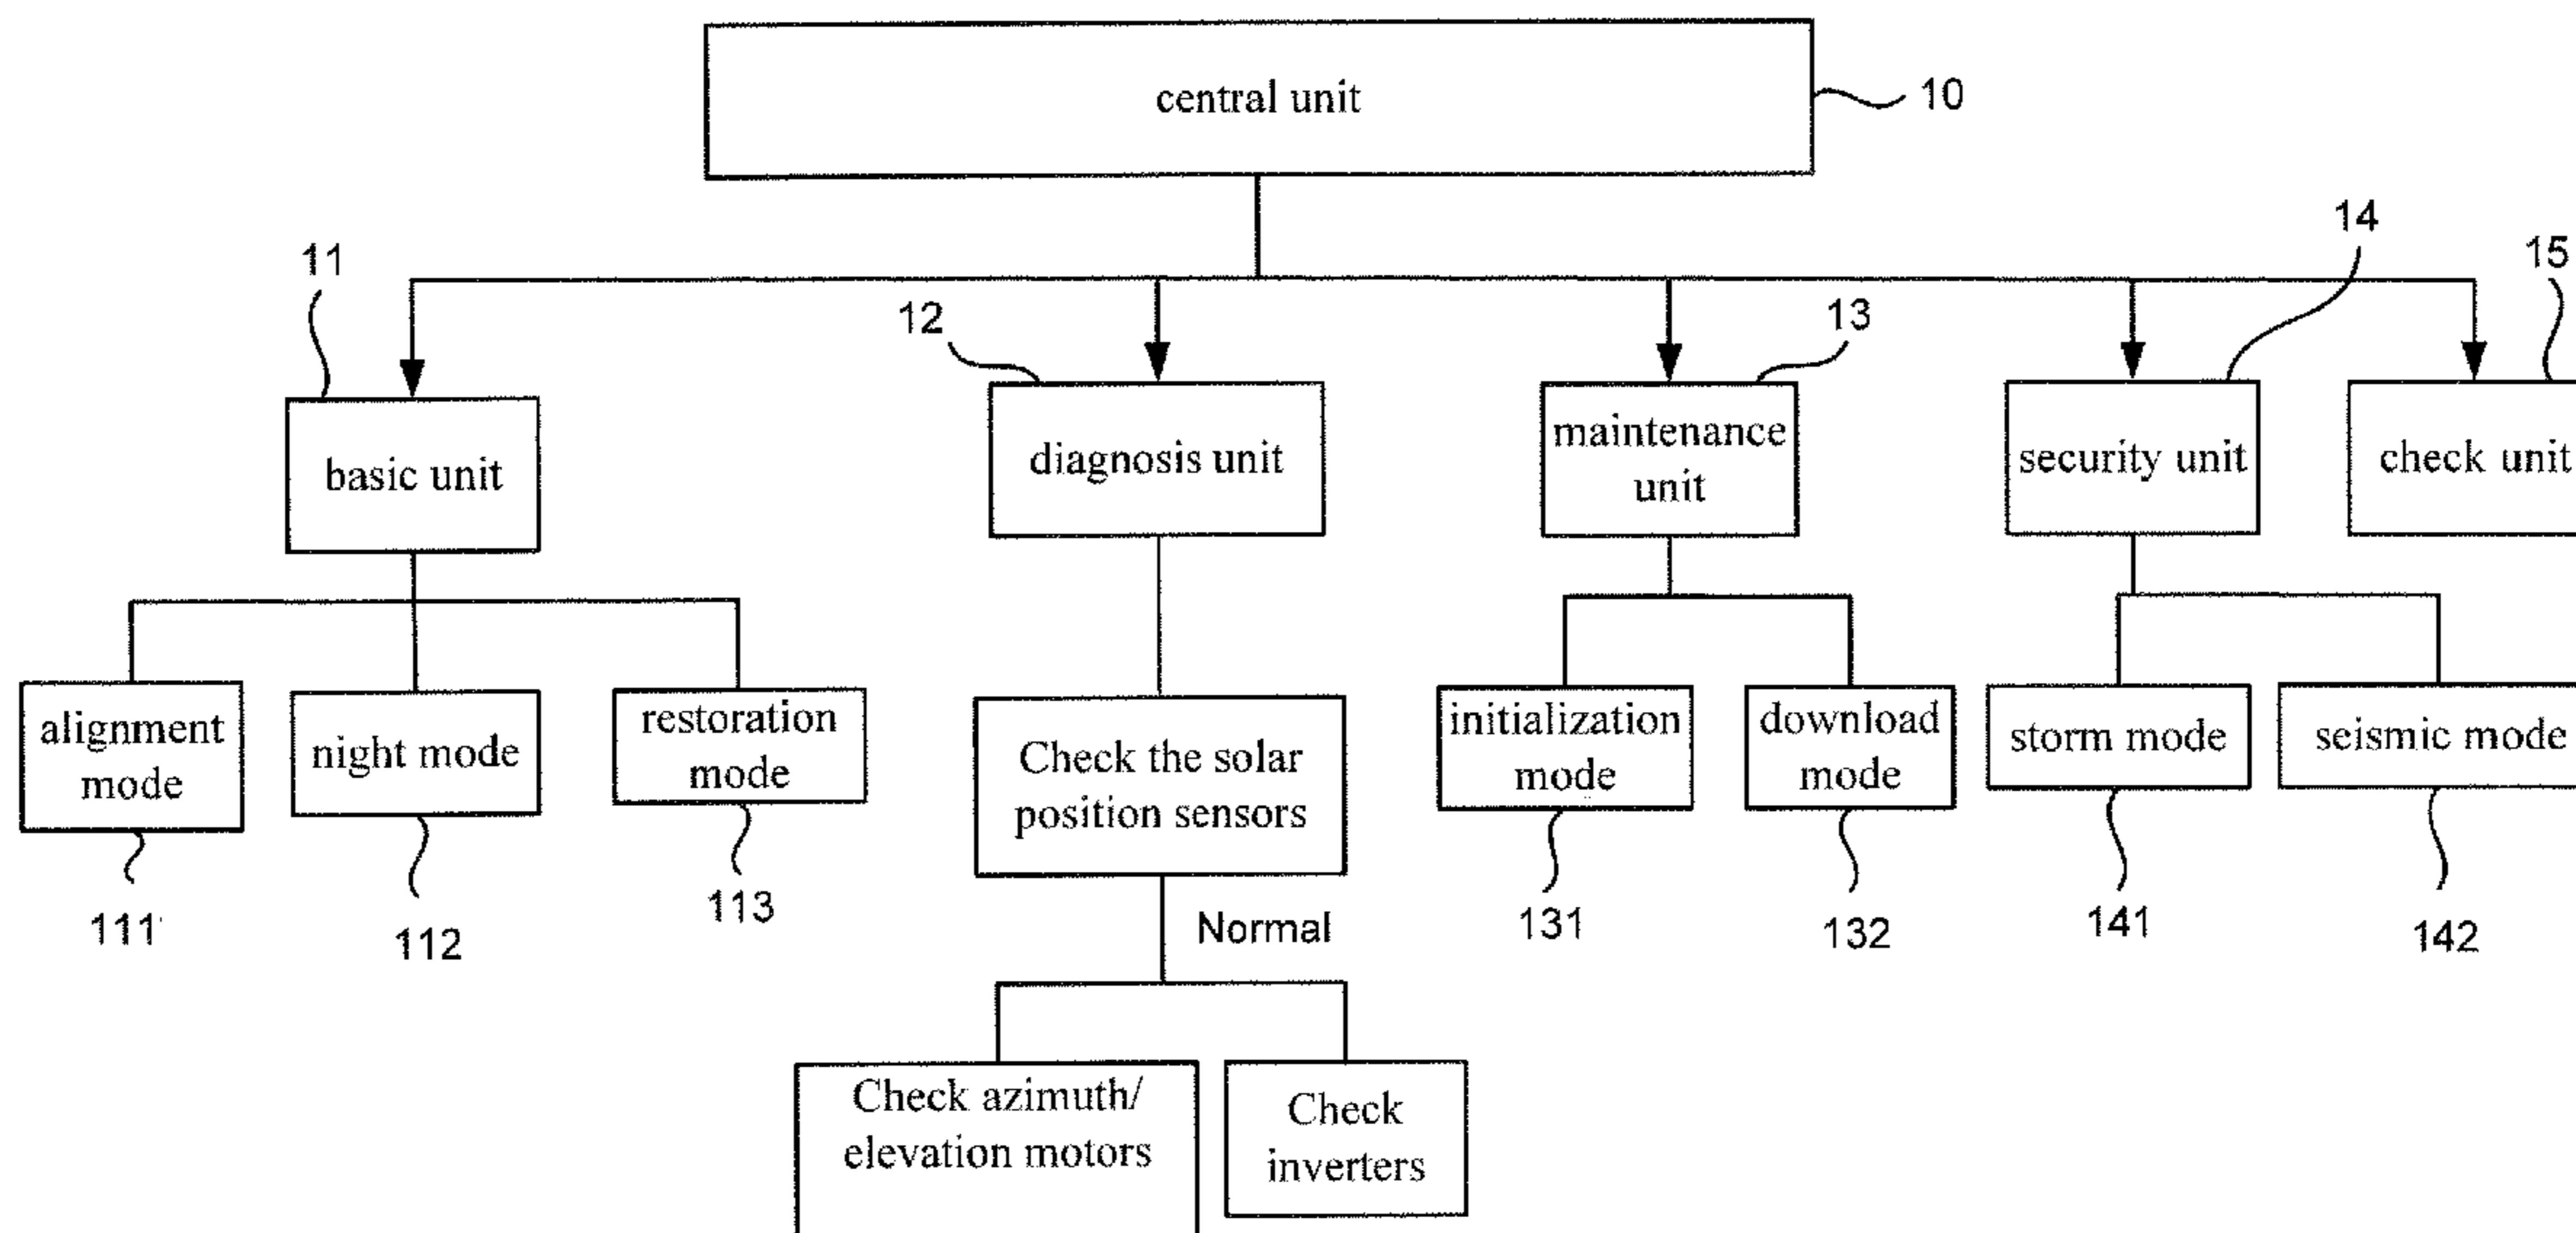 central unit
10
14
11
15
12
13
basic unit
diagnosis unit
maintenance
unit
security unit
check unit
alignment
mode
night mode
restoration
mode
Check the solar
position sensors
initialization
mode
download
mode
storm mode
seismic mode
111
112
113
131
132
141
142
Normal
Check azimuth/
elevation motors
Check
inverters